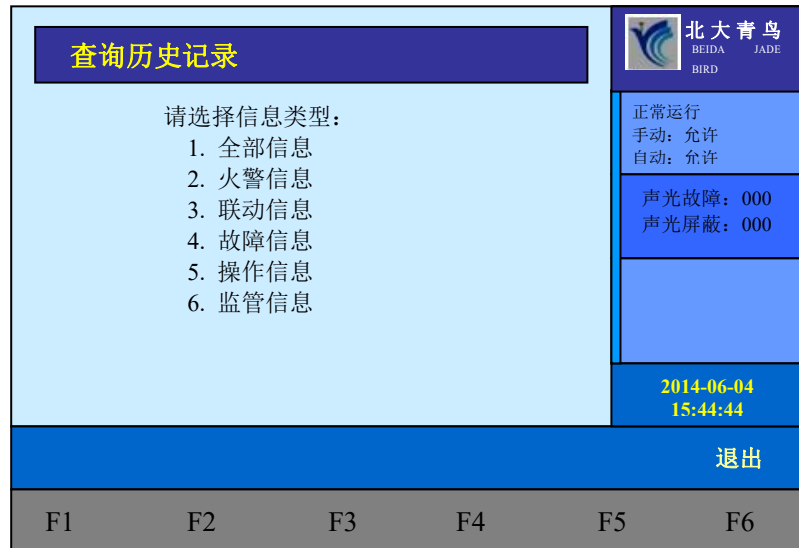 查询历史记录
请选择信息类型：
1. 全部信息
2. 火警信息
3. 联动信息
4. 故障信息
5. 操作信息
6. 监管信息
北大青鸟
BEIDA JADE
BIRD
正常运行
手动：允许
自动：允许
声光故障：000
声光屏蔽：000
2014-06-04
15:44:44
退出
F1 F2 F3 F4 F5 F6